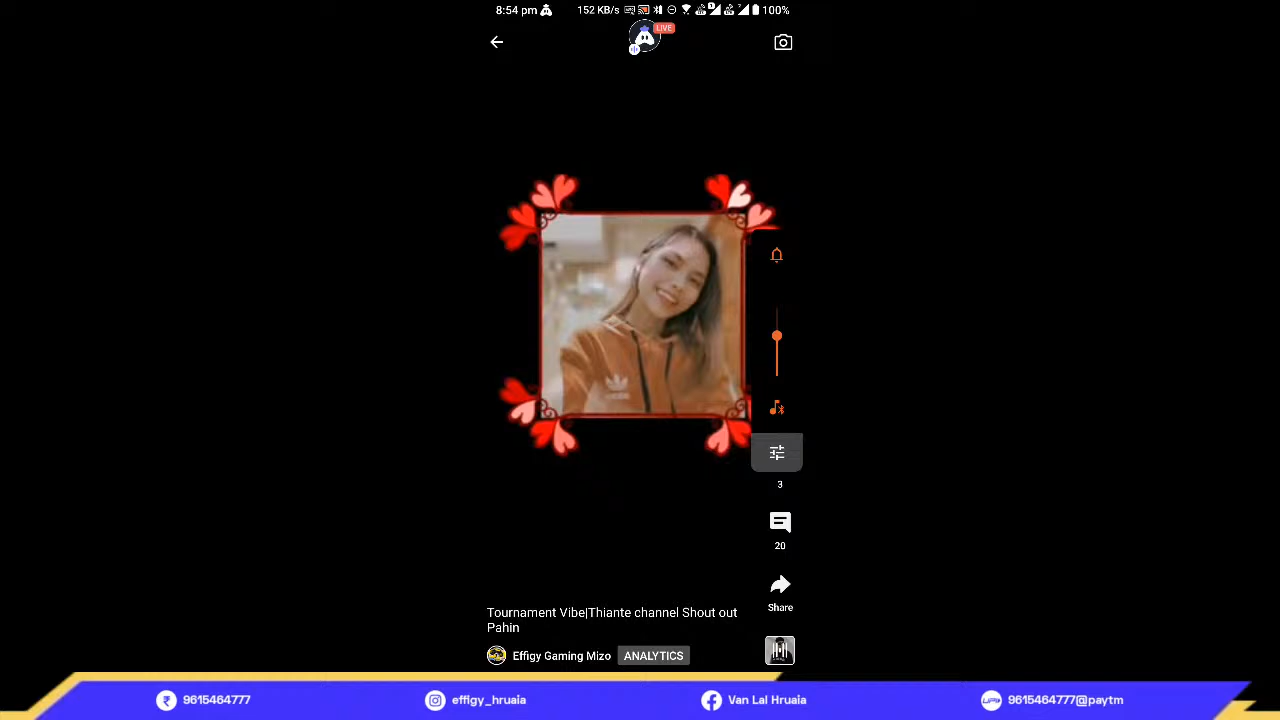 8:54 pm
152 KB/s
100%
LIVE
3
20
Share
Tournament Vibe|Thiante channel Shout out
Pahin
Effigy Gaming Mizo
ANALYTICS
9615464777
effigy_hruaia
Van Lal Hruaia
9615464777@paytm